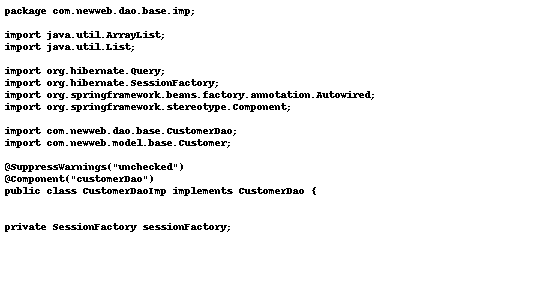 package com.newweb.dao.base.imp;
import java.util.ArrayList;
import java.util.List;
import org.hibernate.Query;
import org.hibernate.SessionFactory;
import org.springframework.beans.factory.annotation.Autowired;
import org.springframework.stereotype.Component;
import com.newweb.dao.base.CustomerDao;
import com.newweb.model.base.Customer;
@SuppressWarnings("unchecked")
@Component("customerDao")
public class CustomerDaoImp implements CustomerDao {
private SessionFactory sessionFactory;